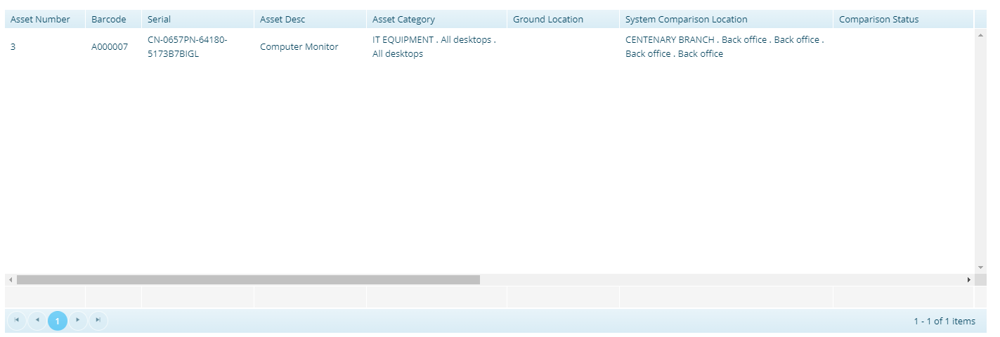 Asset Number Barcode Serial Asset Desc Asset Category Ground Location System Comparison Location Comparison Status
3 A000007 CN-0657PN-64180- Computer Monitor IT EQUIPMENT . All desktops . CENTENARY BRANCH . Back office . Back office .
5173B7BIGL All desktops Back office . Back office
1 1 - 1 of 1 items